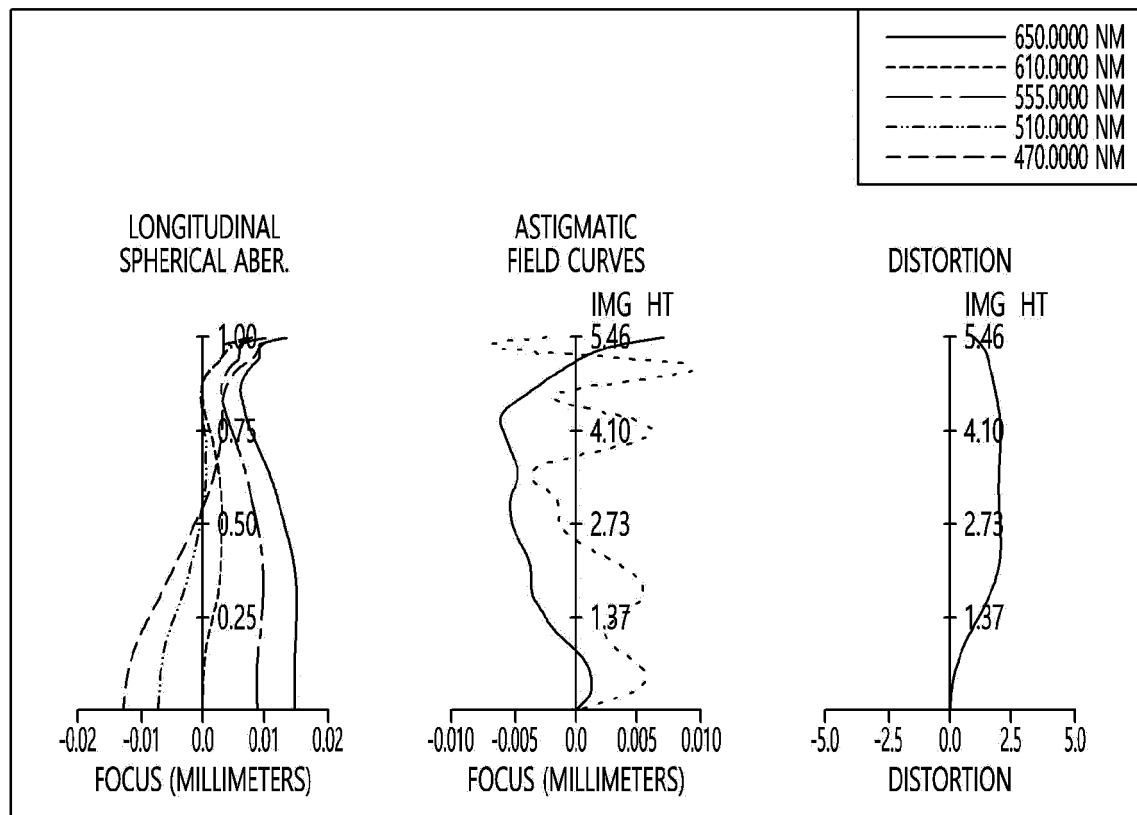 650.0000 NM
610.0000 NM
555.0000 NM
510.0000 NM
470.0000 NM
LONGITUDINAL
SPHERICAL ABER.
1.00
0.75
0.50
0.25
-0.02 -0.01 0.0 0.01 0.02
FOCUS (MILLIMETERS)
ASTIGMATIC
FIELD CURVES
IMG HT
5.46
4.10
2.73
1.37
-0.010 -0.005 0.0 0.005 0.010
FOCUS (MILLIMETERS)
DISTORTION
IMG HT
5.46
4.10
2.73
1.37
-5.0 -2.5 0.0 2.5 5.0
DISTORTION